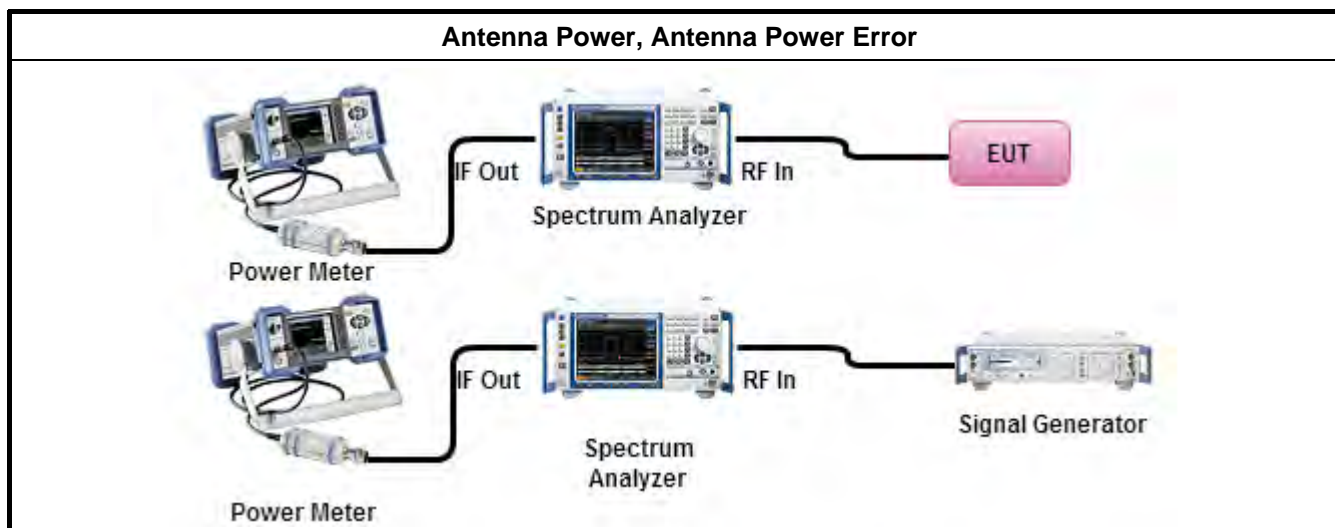 Antenna Power, Antenna Power Error
IF Out
RF In
EUT
Spectrum Analyzer
Power Meter
IF Out
RF In
Signal Generator
Spectrum
Analyzer
Power Meter